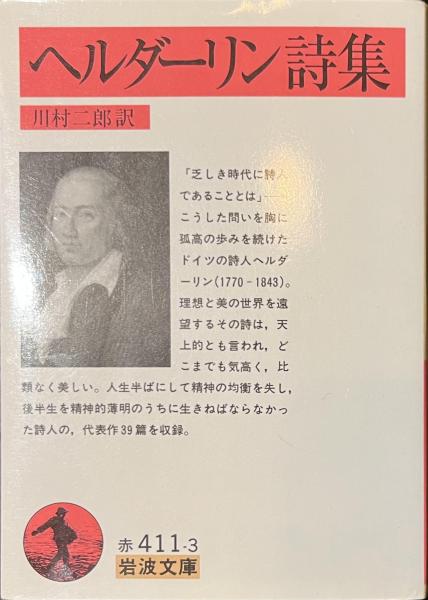 ヘルダーリン詩集
川村二郎訳
「乏しき時代に詩人
であることとは」
こうした問いを胸に
孤高の歩みを続けた
ドイツの詩人ヘルダ
ーリン(1770-1843)。
理想と美の世界を遠
望するその詩は，天
上的とも言われ，ど
こまでも気高く，比
類なく美しい。人生半ばにして精神の均衡を失し，
後半生を精神的薄明のうちに生きねばならなかっ
た詩人の，代表作39篇を収録。
赤411-3
岩波文庫